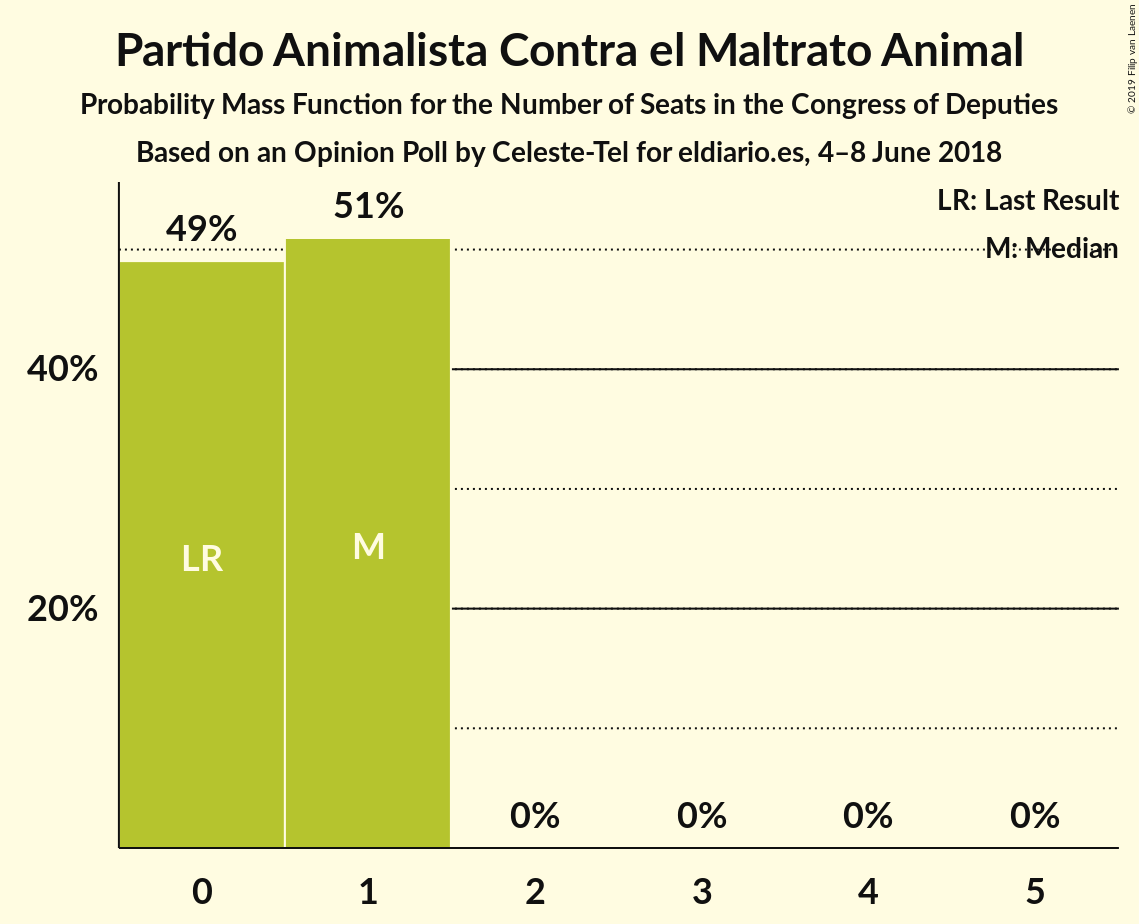 Partido Animalista Contra el Maltrato Animal
Probability Mass Function for the Number of Seats in the Congress of Deputies
Based on an Opinion Poll by Celeste-Tel for eldiario.es, 4–8 June 2018
© 2019 Filip van Laenen
LR: Last Result
M: Median
49%
51%
40%
20%
LR
M
0%
0%
0%
0%
0
1
2
3
4
5